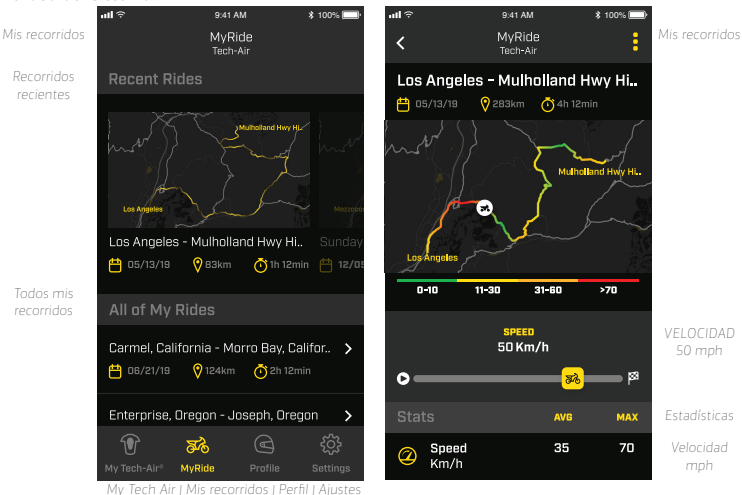 9:41 AM
100%
MyRide
Tech-Air
Mis recorridos
Recorridos
recientes
Recent Rides
Mulholland Hwy Hi..
Los Angeles
Los Angeles - Mulholland Hwy Hi..
Sunday
05/13/19
83km
1h 12min
Todos mis
recorridos
All of My Rides
Carmel, California - Morro Bay, Califor..
06/21/19
124km
2h 12min
Enterprise, Oregon - Joseph, Oregon
My Tech-Air®
MyRide
Profile
Settings
My Tech Air | Mis recorridos | Perfil | Ajustes
9:41 AM
100%
MyRide
Tech-Air
Mis recorridos
Los Angeles - Mulholland Hwy Hi..
05/13/19
283km
4h 12min
Mulholland Hwy Hi..
Los Angeles
0-10
11-30
31-60
>70
SPEED
50 Km/h
VELOCIDAD
50 mph
Stats
AVG
MAX
Estadísticas
Speed
Km/h
35
70
Velocidad
mph